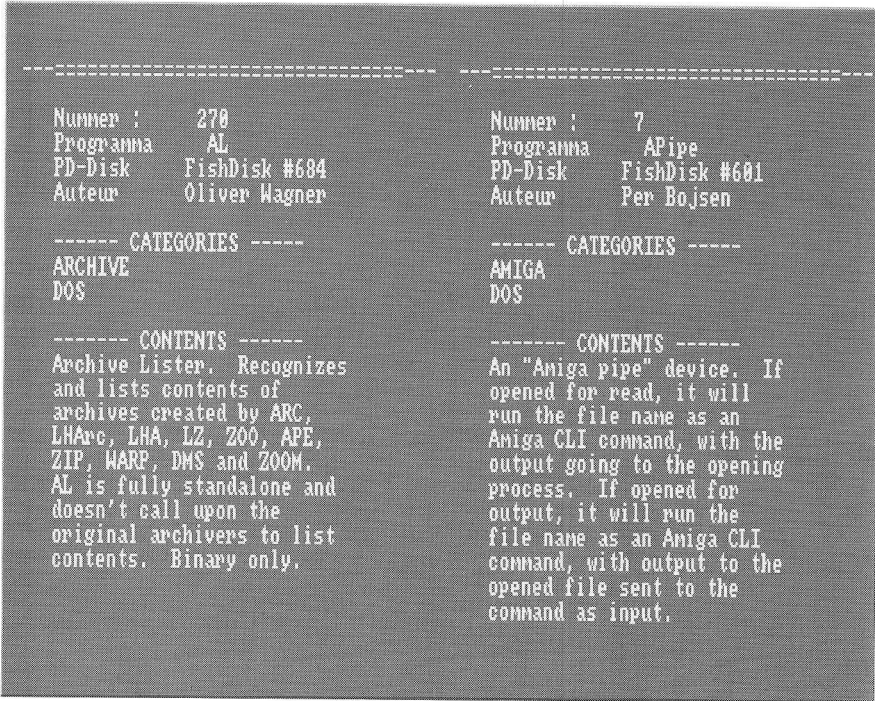 ---================================---
Nummer :     270
Programma     AL
PD-Disk     FishDisk #684
Auteur      Oliver Wagner
------ CATEGORIES -----
ARCHIVE
DOS
------- CONTENTS ------
Archive Lister.  Recognizes
and lists contents of
archives created by ARC,
LHArc, LHA, LZ, ZOO, APE,
ZIP, WARP, DMS and ZOOM.
AL is fully standalone and
doesn't call upon the
original archivers to list
contents.  Binary only.
---================================---
Nummer :     7
Programma     APipe
PD-Disk     FishDisk #601
Auteur      Per Bojsen
------ CATEGORIES -----
AMIGA
DOS
------- CONTENTS ------
An "Amiga pipe" device.  If
opened for read, it will
run the file name as an
Amiga CLI command, with the
output going to the opening
process.  If opened for
output, it will run the
file name as an Amiga CLI
command, with output to the
opened file sent to the
command as input.